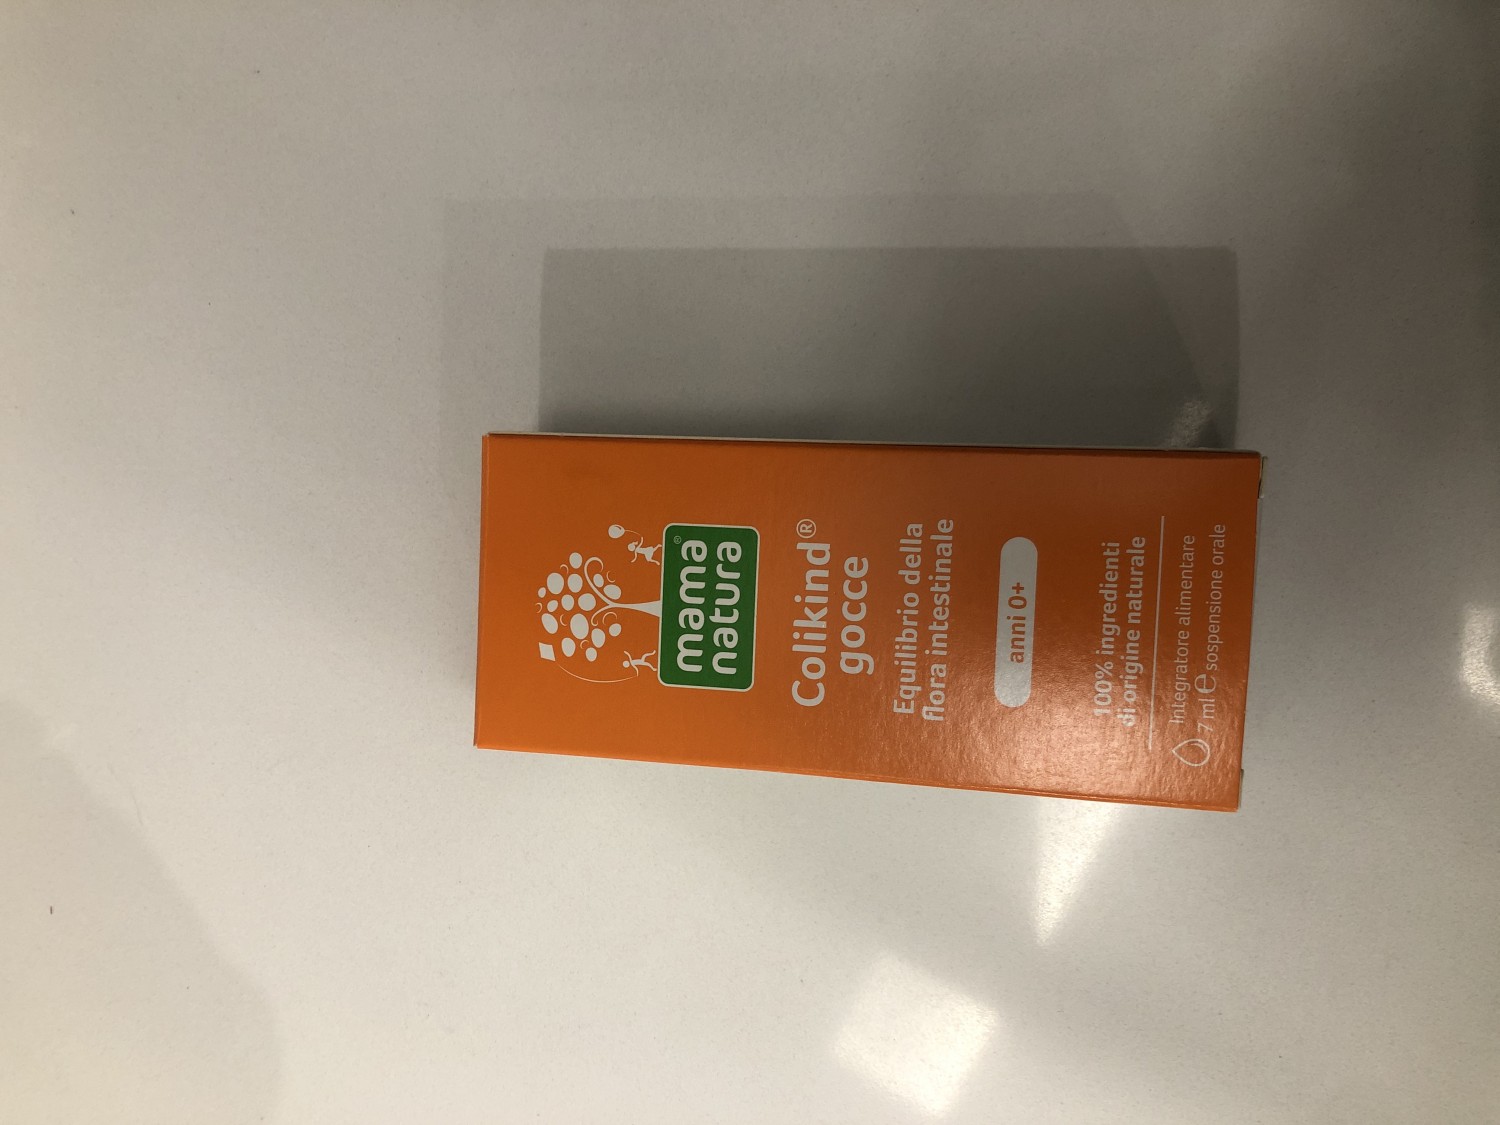 mama
natura®
Colikind®
gocce
Equilibrio della
flora intestinale
anni 0+
100% ingredienti
di origine naturale
Integratore alimentare
7 ml ℮ sospensione orale